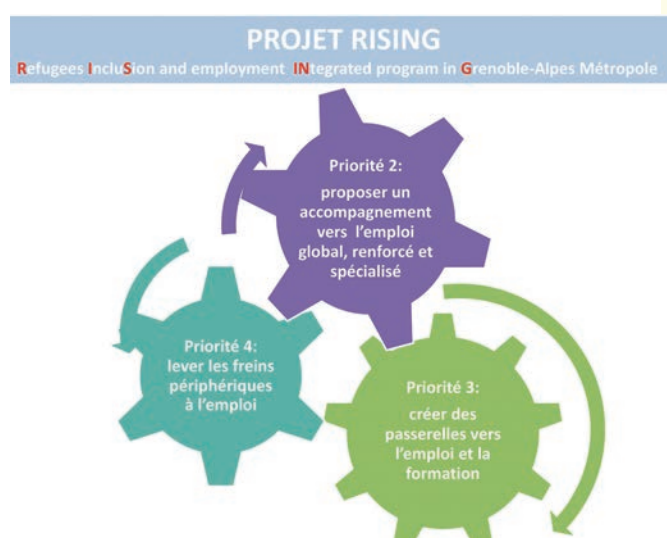 PROJET RISING
Refugees IncluSion and employment INtegrated program in Grenoble-Alpes Métropole
Priorité 2:
proposer un
accompagnement
vers l'emploi
global, renforcé et
spécialisé
Priorité 4:
lever les freins
périphériques
à l'emploi
Priorité 3:
créer des
passerelles vers
l'emploi et la
formation